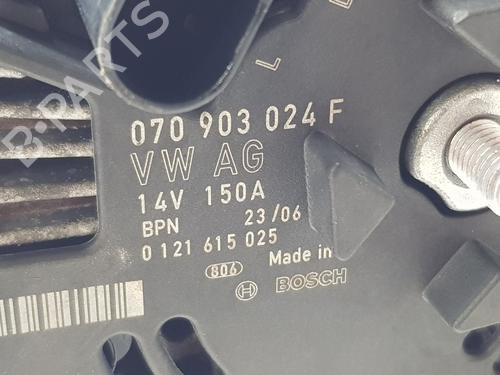 B-PARTS
L
L
070 903 024 F
VW AG
14V 150A
BPN 23/06
0 121 615 025
806 Made in
BOSCH